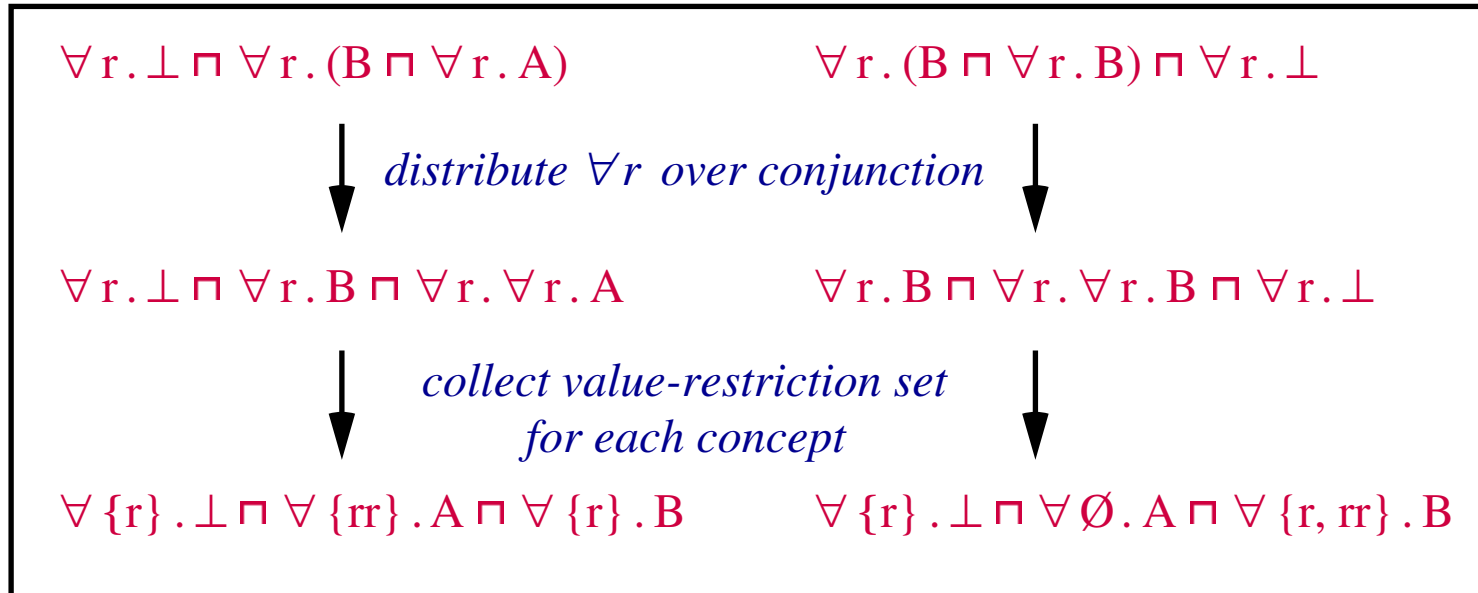 ∀ r . ⊥ ⊓ ∀ r . (B ⊓ ∀ r . A)
∀ r . (B ⊓ ∀ r . B) ⊓ ∀ r . ⊥
distribute ∀ r over conjunction
∀ r . ⊥ ⊓ ∀ r . B ⊓ ∀ r . ∀ r . A
∀ r . B ⊓ ∀ r . ∀ r . B ⊓ ∀ r . ⊥
collect value-restriction set
for each concept
∀ {r} . ⊥ ⊓ ∀ {rr} . A ⊓ ∀ {r} . B
∀ {r} . ⊥ ⊓ ∀ Ø . A ⊓ ∀ {r, rr} . B